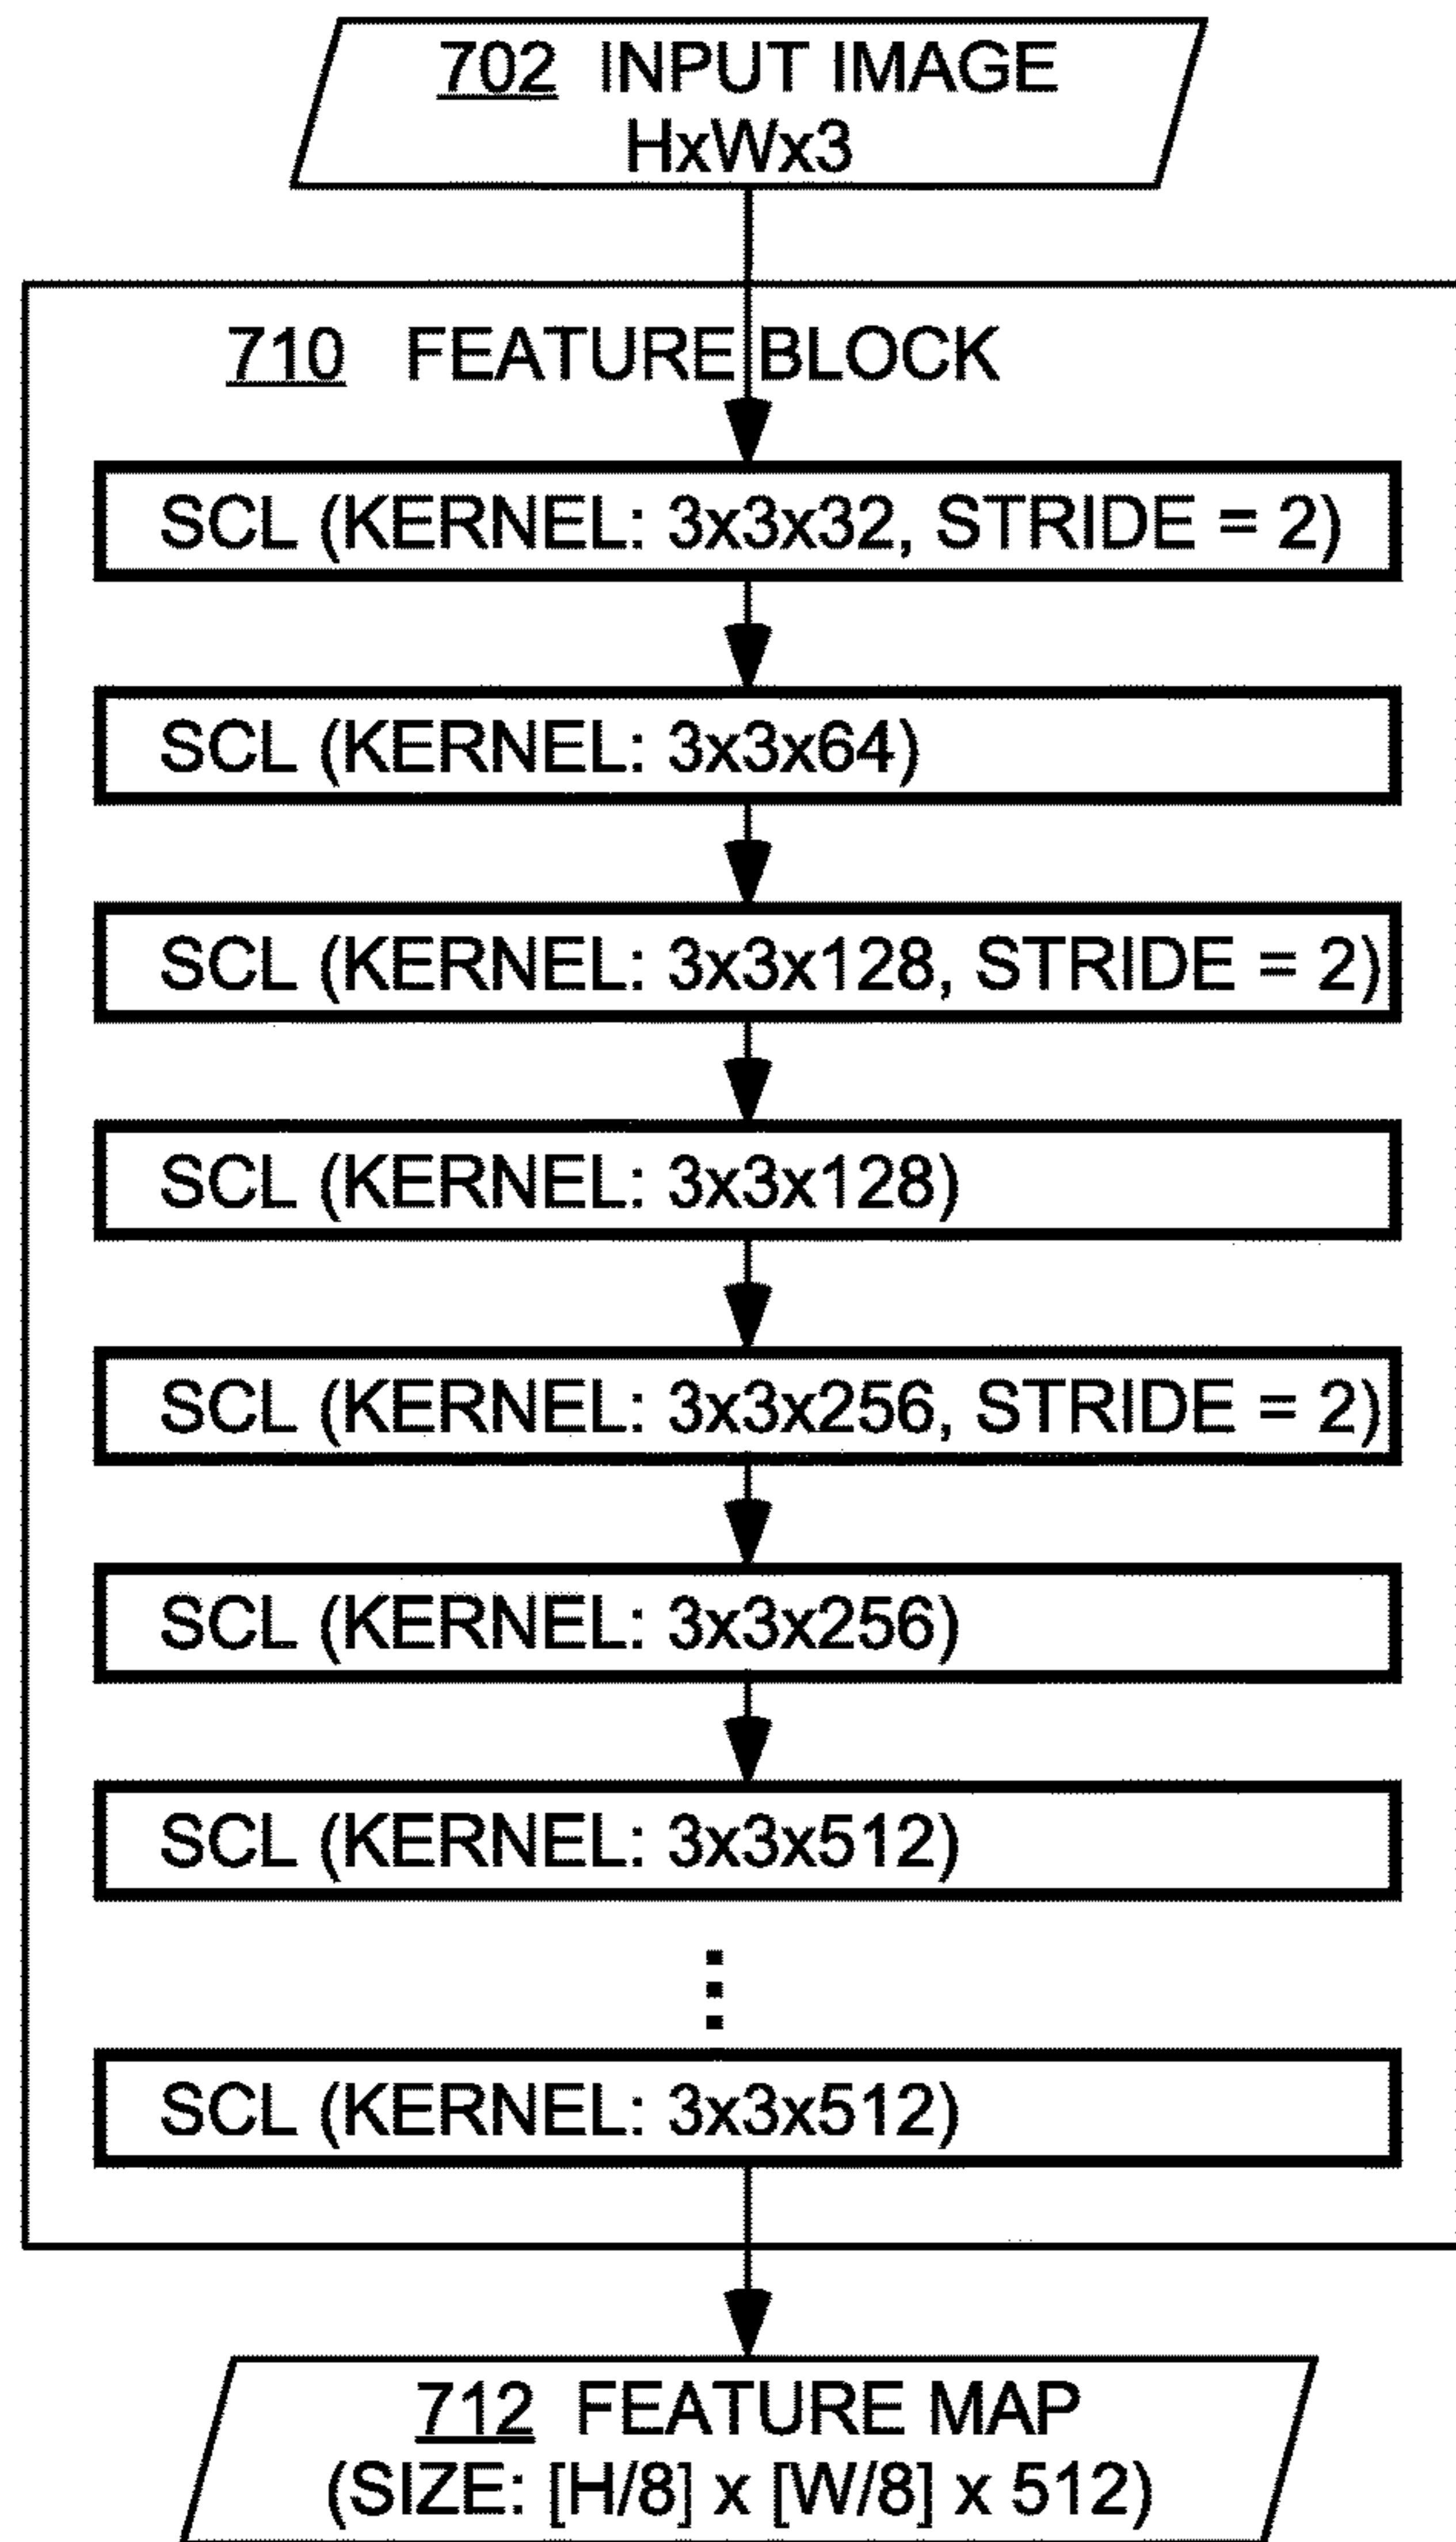 702 INPUT IMAGE
HxWx3
710 FEATURE BLOCK
SCL (KERNEL: 3x3x32, STRIDE = 2)
SCL (KERNEL: 3x3x64)
SCL (KERNEL: 3x3x128, STRIDE = 2)
SCL (KERNEL: 3x3x128)
SCL (KERNEL: 3x3x256, STRIDE = 2)
SCL (KERNEL: 3x3x256)
SCL (KERNEL: 3x3x512)
⋮
SCL (KERNEL: 3x3x512)
712 FEATURE MAP
(SIZE: [H/8] x [W/8] x 512)